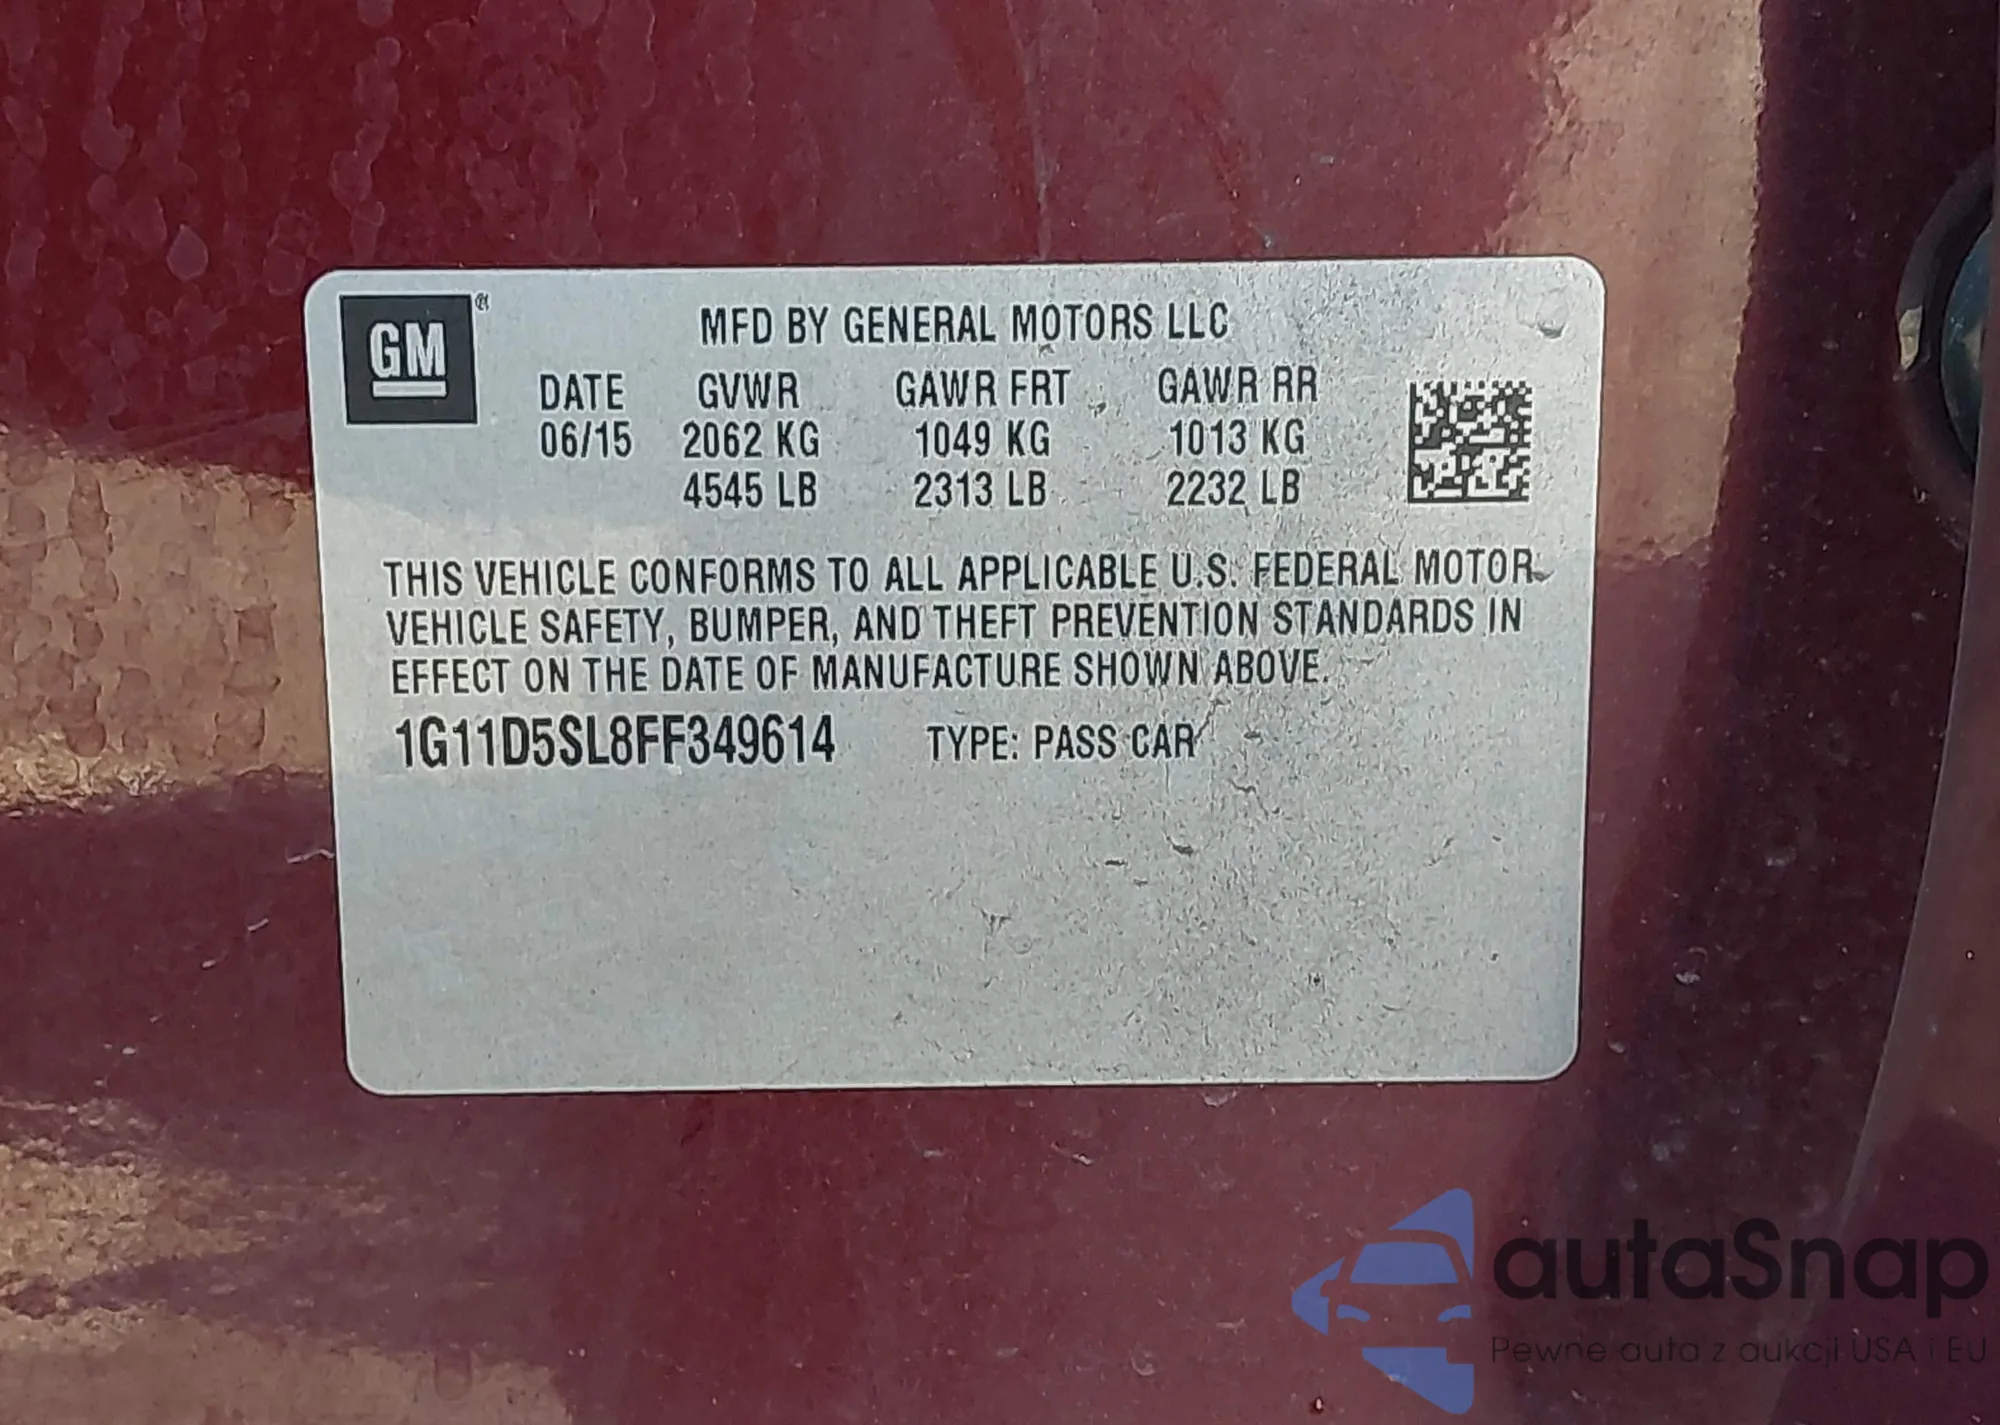 GM
MFD BY GENERAL MOTORS LLC
DATE GVWR GAWR FRT GAWR RR
06/15 2062 KG 1049 KG 1013 KG
4545 LB 2313 LB 2232 LB
THIS VEHICLE CONFORMS TO ALL APPLICABLE U.S. FEDERAL MOTOR
VEHICLE SAFETY, BUMPER, AND THEFT PREVENTION STANDARDS IN
EFFECT ON THE DATE OF MANUFACTURE SHOWN ABOVE.
1G11D5SL8FF349614 TYPE: PASS CAR
autaSnap
Pewne auta z aukcji USA i EU